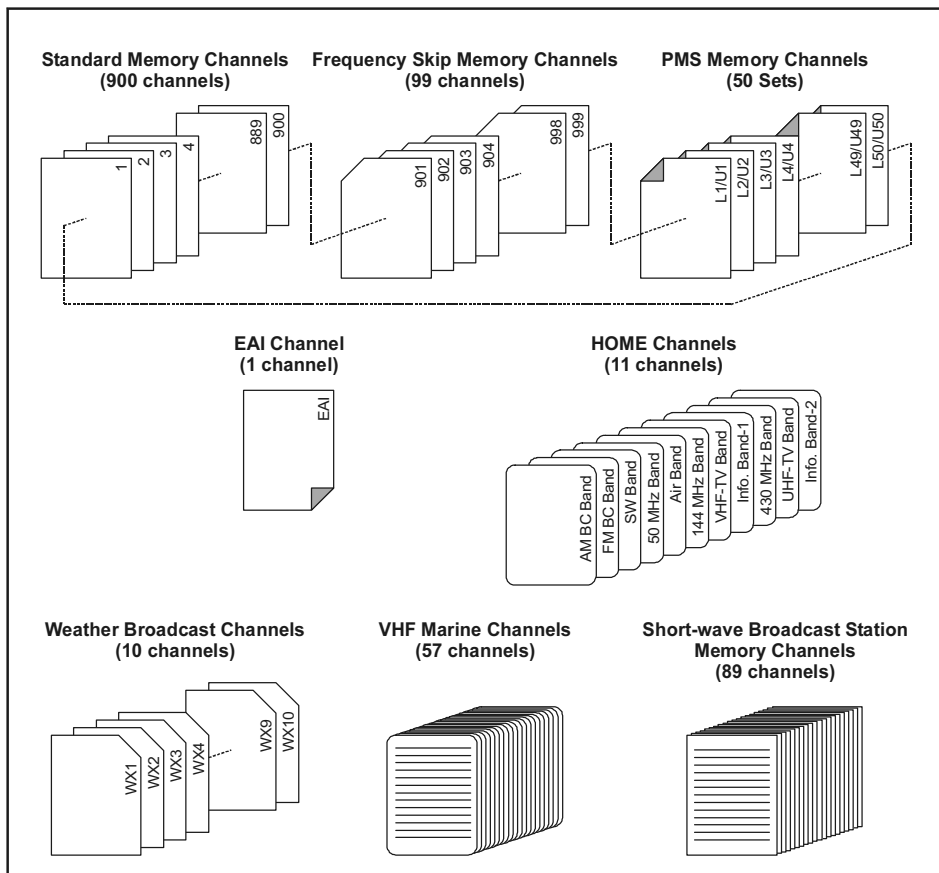 Standard Memory Channels
(900 channels)
Frequency Skip Memory Channels
(99 channels)
PMS Memory Channels
(50 Sets)
1
2
3
4
889
900
901
902
903
904
998
999
L1/U1
L2/U2
L3/U3
L4/U4
L49/U49
L50/U50
EAI Channel
(1 channel)
EAI
HOME Channels
(11 channels)
AM BC Band
FM BC Band
SW Band
50 MHz Band
Air Band
144 MHz Band
VHF-TV Band
Info. Band-1
430 MHz Band
UHF-TV Band
Info. Band-2
Weather Broadcast Channels
(10 channels)
WX1
WX2
WX3
WX4
WX9
WX10
VHF Marine Channels
(57 channels)
Short-wave Broadcast Station
Memory Channels
(89 channels)